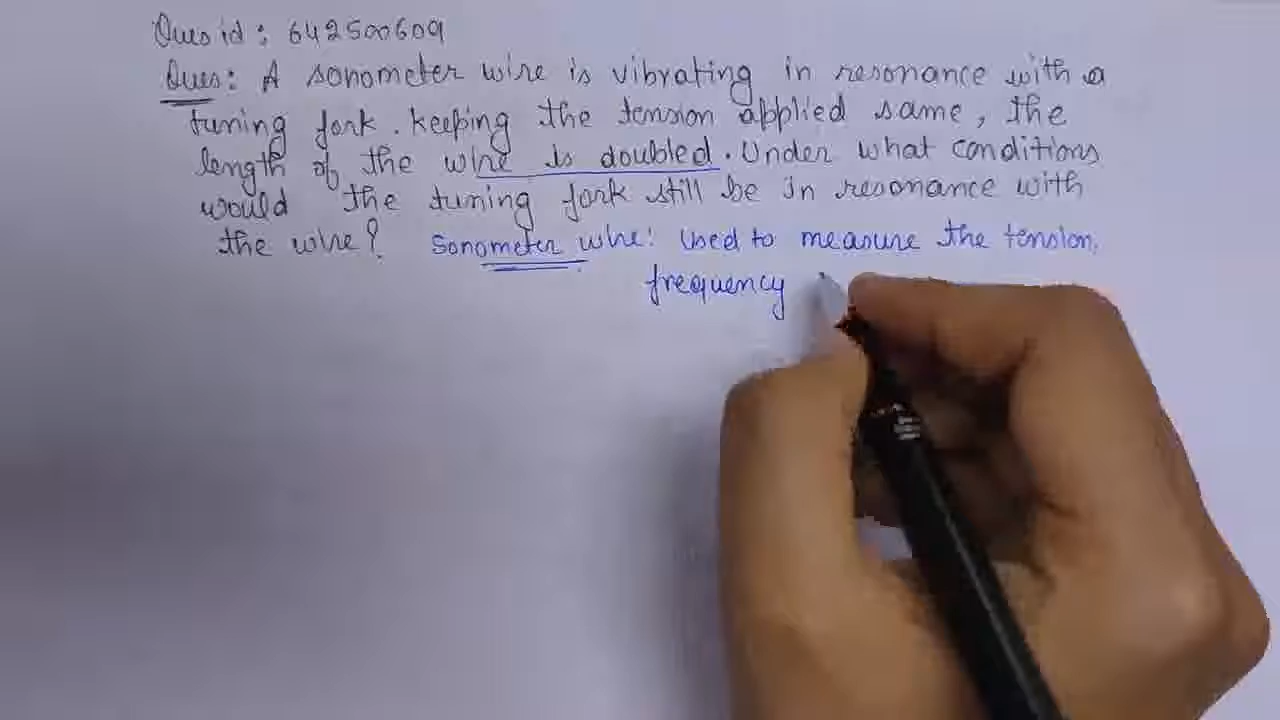 Ques id : 642500609
Ques : A sonometer wire is vibrating in resonance with a
tuning fork . keeping the tension applied same , the
length of the wire is doubled . Under what conditions
would the tuning fork still be in resonance with
the wire ? Sonometer wire : Used to measure the tension,
frequency